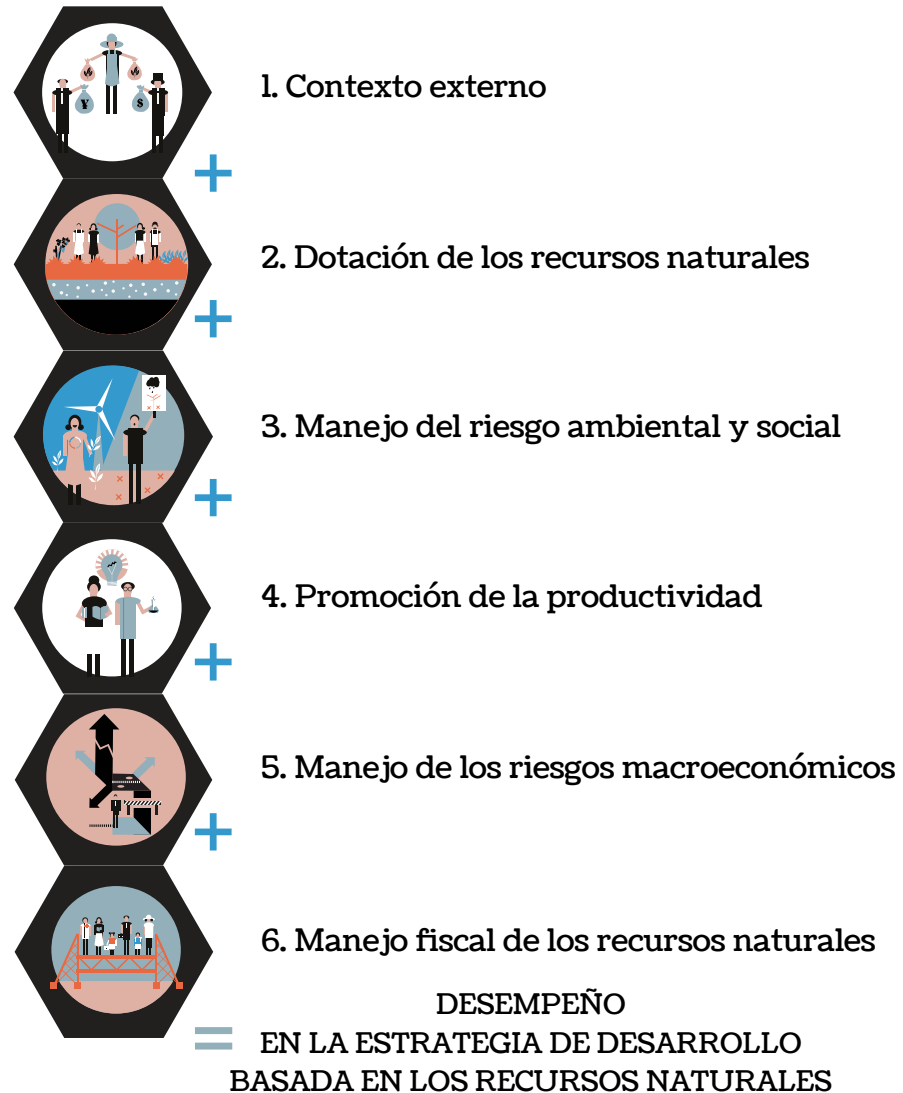 ¥
$
1. Contexto externo
+
2. Dotación de los recursos naturales
+
3. Manejo del riesgo ambiental y social
+
4. Promoción de la productividad
+
5. Manejo de los riesgos macroeconómicos
+
6. Manejo fiscal de los recursos naturales
DESEMPEÑO
= EN LA ESTRATEGIA DE DESARROLLO
BASADA EN LOS RECURSOS NATURALES